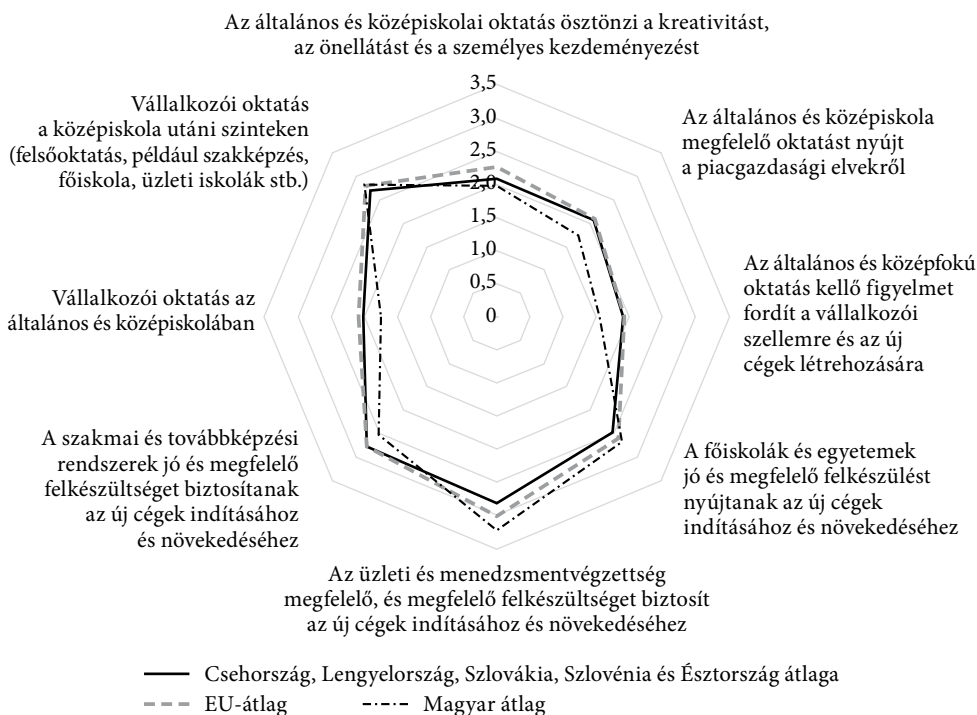 Az általános és középiskolai oktatás ösztönzi a kreativitást,
az önellátást és a személyes kezdeményezést
3,5
3,0
2,5
2,0
1,5
1,0
0,5
0
Az általános és középiskola
megfelelő oktatást nyújt
a piacgazdasági elvekről
Az általános és középfokú
oktatás kellő figyelmet
fordít a vállalkozói
szellemre és az új
cégek létrehozására
A főiskolák és egyetemek
jó és megfelelő felkészülést
nyújtanak az új cégek
indításához és növekedéséhez
Az üzleti és menedzsmentvégzettség
megfelelő, és megfelelő felkészültséget biztosít
az új cégek indításához és növekedéséhez
A szakmai és továbbképzési
rendszerek jó és megfelelő
felkészültséget biztosítanak
az új cégek indításához
és növekedéséhez
Vállalkozói oktatás az
általános és középiskolában
Vállalkozói oktatás
a középiskola utáni szinteken
(felsőoktatás, például szakképzés,
főiskola, üzleti iskolák stb.)
Csehország, Lengyelország, Szlovákia, Szlovénia és Észtország átlaga
EU-átlag
Magyar átlag